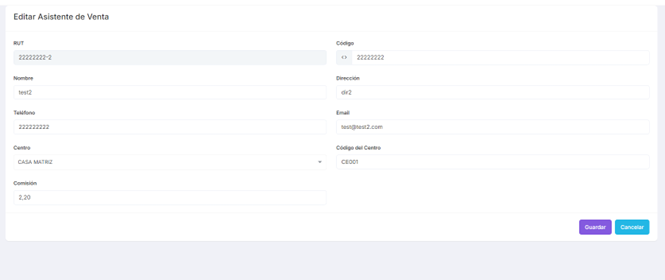 Editar Asistente de Venta
RUT
22222222-2
Código
22222222
Nombre
test2
Dirección
dir2
Teléfono
222222222
Email
test@test2.com
Centro
CASA MATRIZ
Código del Centro
CE001
Comisión
2,20
Guardar
Cancelar